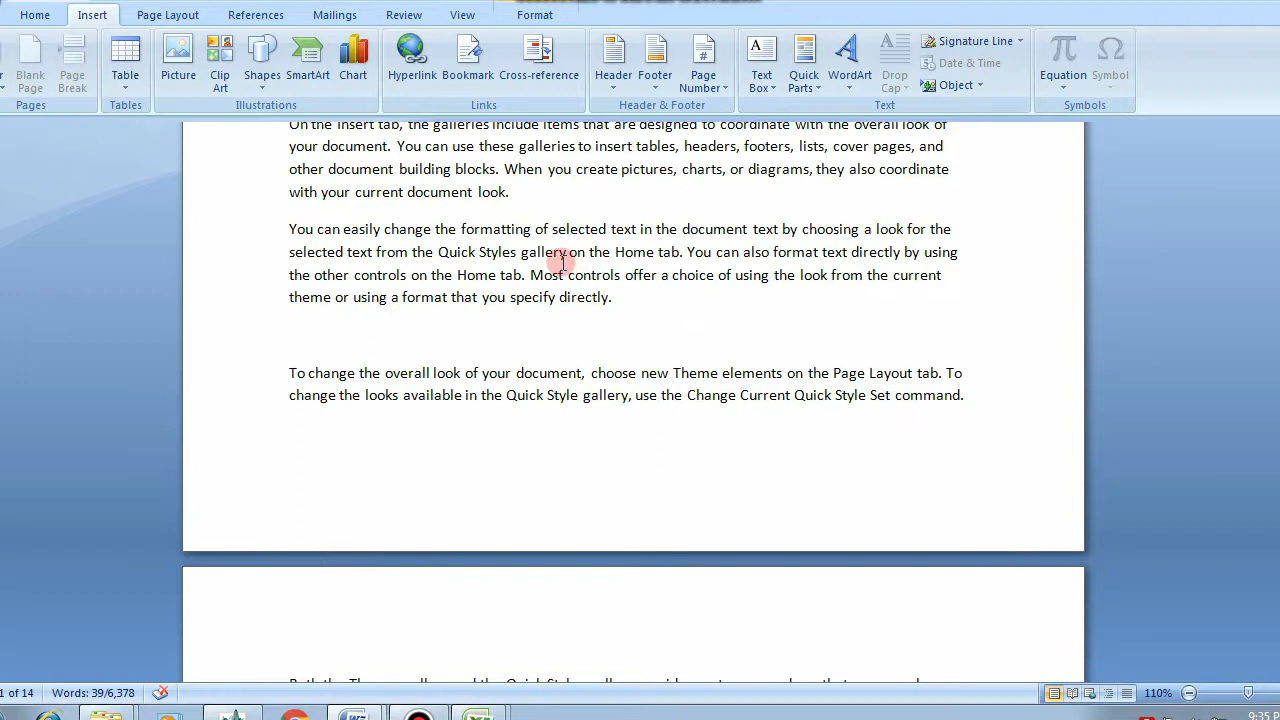 Home Insert Page Layout References Mailings Review View Format
Blank Page
Page Break
Table
Picture
Clip Art
Shapes
SmartArt
Chart
Hyperlink
Bookmark
Cross-reference
Header
Footer
Page Number
Text Box
Quick Parts
WordArt
Drop Cap
Signature Line
Date & Time
Object
Equation
Symbol
Pages Tables Illustrations Links Header & Footer Text Symbols
On the Insert tab, the galleries include items that are designed to coordinate with the overall look of
your document. You can use these galleries to insert tables, headers, footers, lists, cover pages, and
other document building blocks. When you create pictures, charts, or diagrams, they also coordinate
with your current document look.
You can easily change the formatting of selected text in the document text by choosing a look for the
selected text from the Quick Styles gallery on the Home tab. You can also format text directly by using
the other controls on the Home tab. Most controls offer a choice of using the look from the current
theme or using a format that you specify directly.
To change the overall look of your document, choose new Theme elements on the Page Layout tab. To
change the looks available in the Quick Style gallery, use the Change Current Quick Style Set command.
1 of 14 Words: 39/6,378 110%
9:35 P